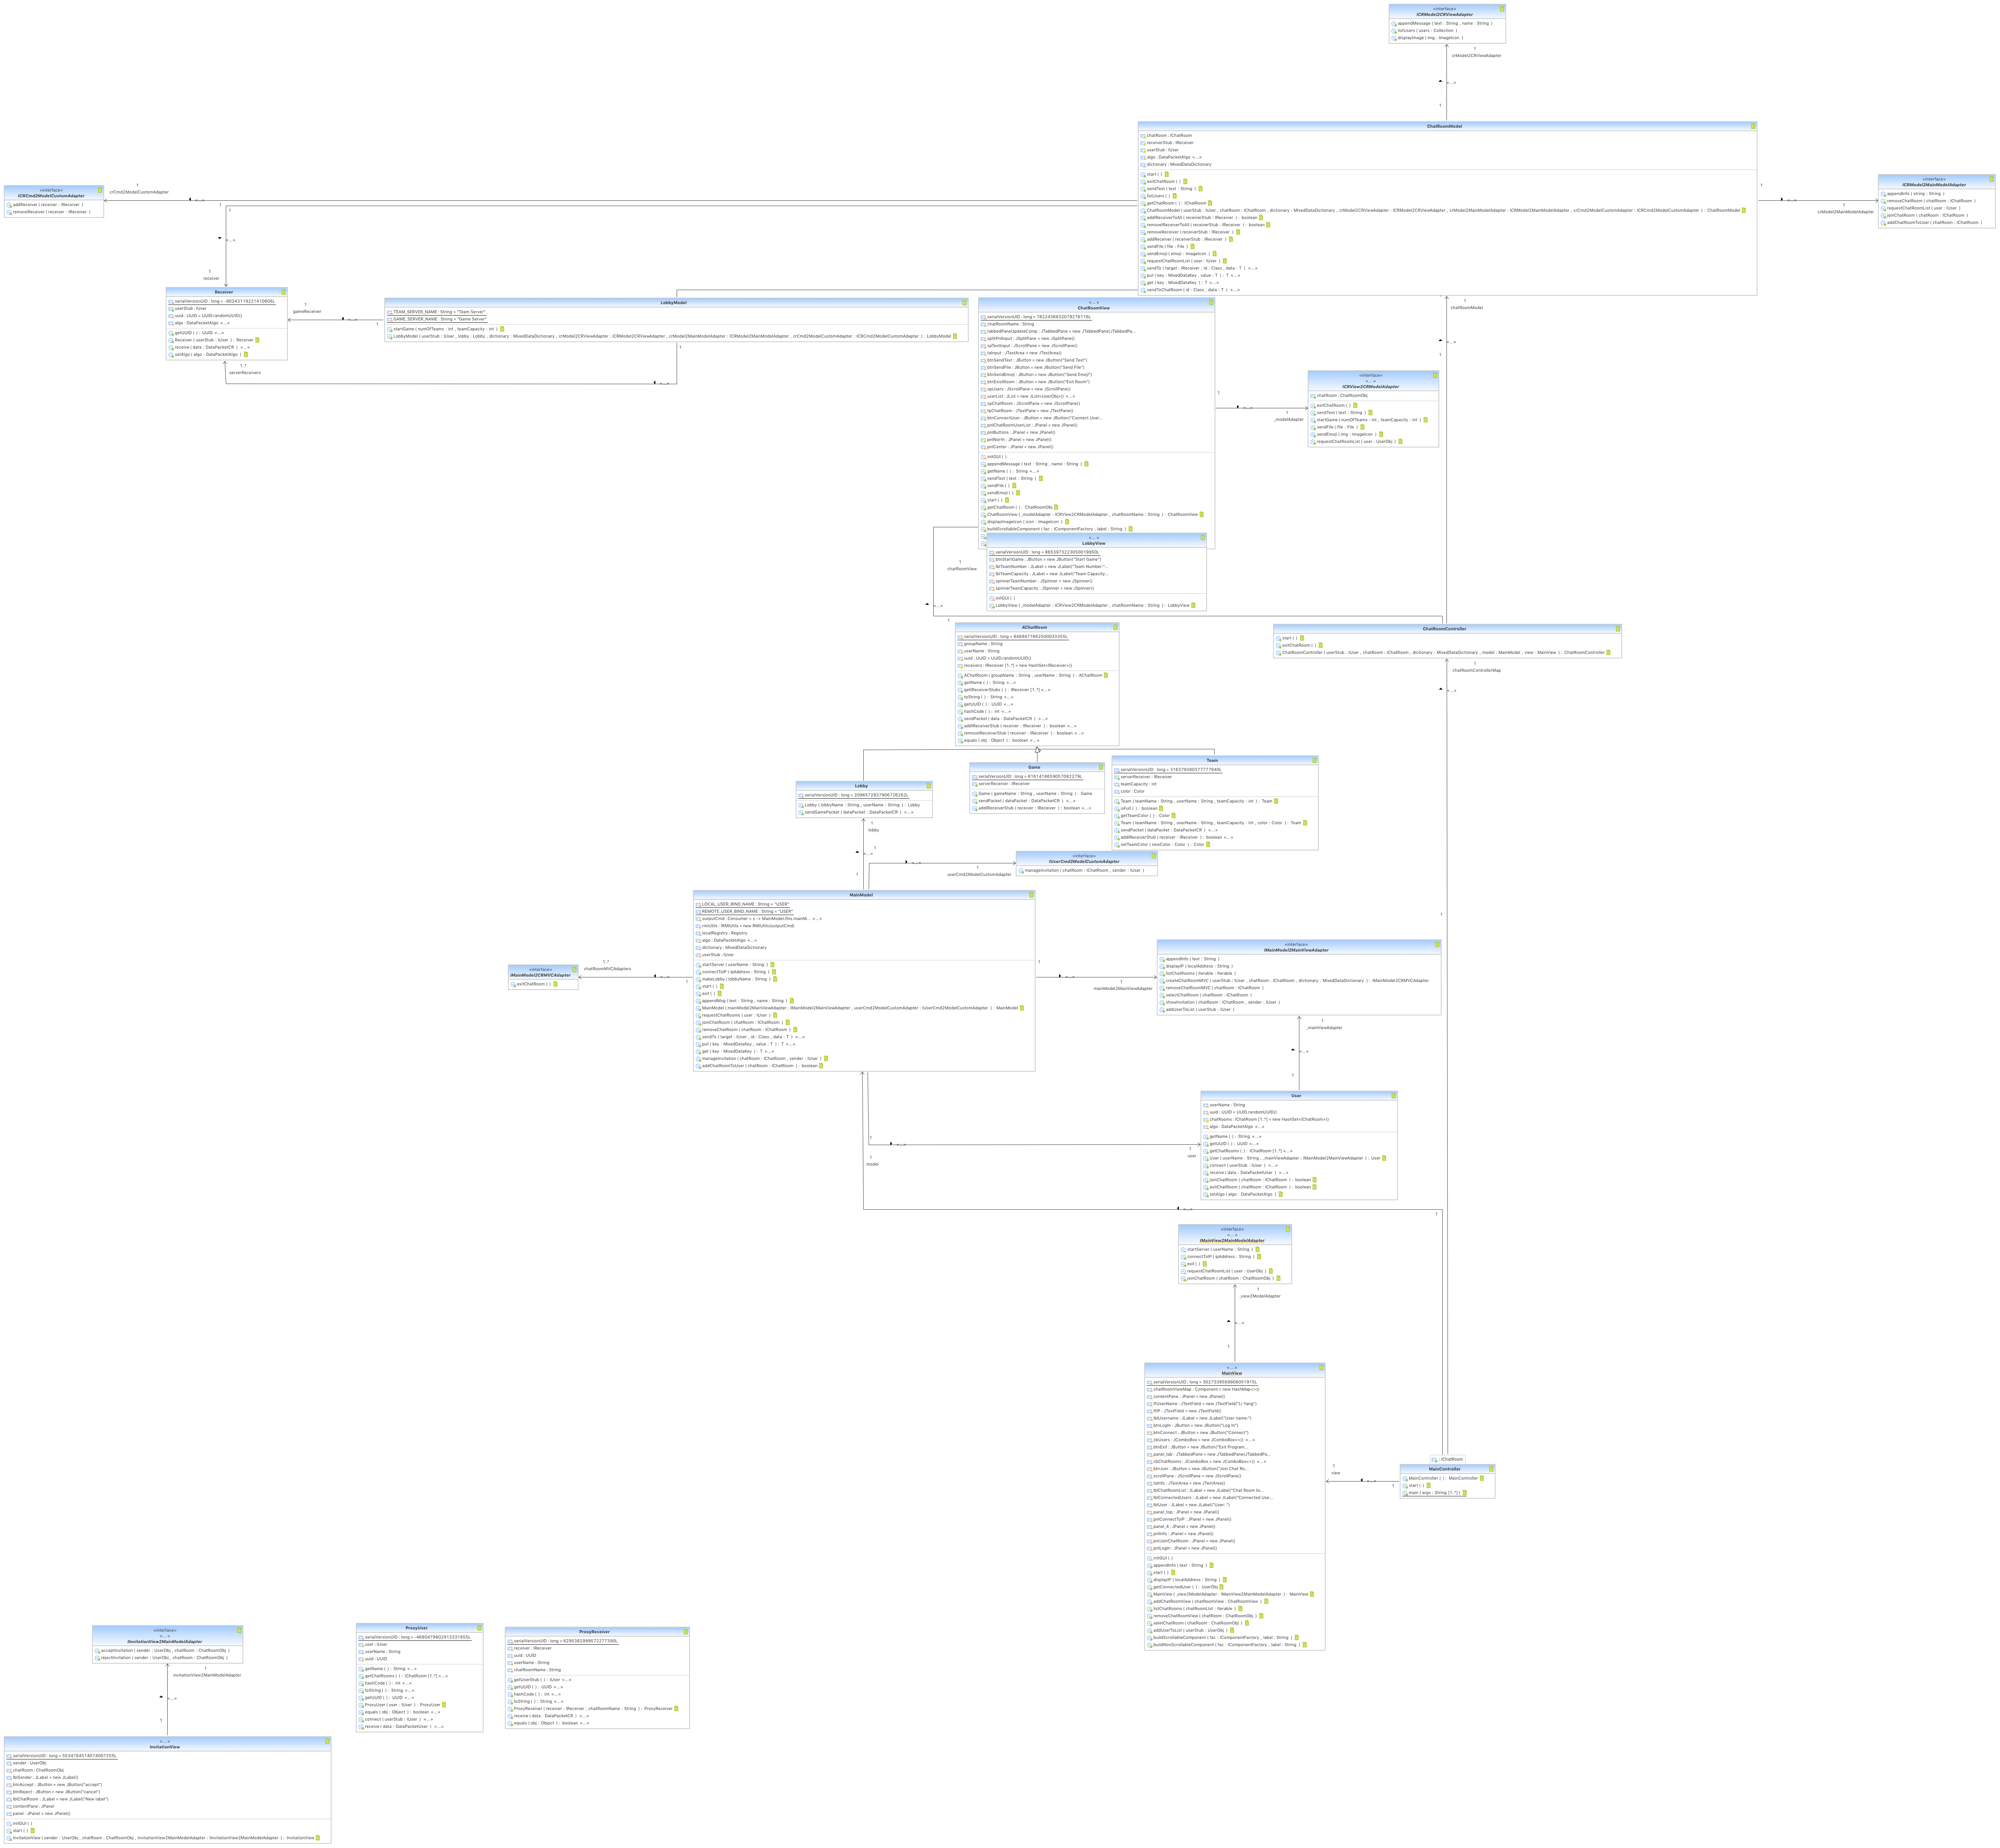 «interface»
ICRModel2CRViewAdapter
appendMessage ( text : String , name : String )
listUsers ( users : Collection )
displayImage ( img : ImageIcon )
1
crModel2CRViewAdapter
«...»
1
ChatRoomModel
chatRoom : IChatRoom
receiverStub : IReceiver
userStub : IUser
algo : DataPacketAlgo «...»
dictionary : MixedDataDictionary
start ( )
exitChatRoom ( )
sendText ( text : String )
listUsers ( )
getChatRoom ( ) : IChatRoom
ChatRoomModel ( userStub : IUser , chatRoom : IChatRoom , dictionary : MixedDataDictionary , crModel2CRViewAdapter : ICRModel2CRViewAdapter , crModel2MainModelAdapter : ICRModel2MainModelAdapter , crCmd2ModelCustomAdapter : ICRCmd2ModelCustomAdapter ) : ChatRoomModel
addReceiverToAll ( receiverStub : IReceiver ) : boolean
removeReceiverToAll ( receiverStub : IReceiver ) : boolean
removeReceiver ( receiverStub : IReceiver )
addReceiver ( receiverStub : IReceiver )
sendFile ( file : File )
sendEmoji ( emoji : ImageIcon )
requestChatRoomList ( user : IUser )
sendTo ( target : IReceiver , id : Class , data : T ) «...»
put ( key : MixedDataKey , value : T ) : T «...»
get ( key : MixedDataKey ) : T «...»
sendToChatRoom ( id : Class , data : T ) «...»
«interface»
ICRCmd2ModelCustomAdapter
addReceiver ( receiver : IReceiver )
removeReceiver ( receiver : IReceiver )
1
crCmd2ModelCustomAdapter
«...»
1
«...»
1
receiver
1
«...»
1
crModel2MainModelAdapter
«interface»
ICRModel2MainModelAdapter
appendInfo ( string : String )
removeChatRoom ( chatRoom : IChatRoom )
requestChatRoomList ( user : IUser )
joinChatRoom ( chatRoom : IChatRoom )
addChatRoomToUser ( chatRoom : IChatRoom )
Receiver
userStub : IUser
uuid : UUID = UUID.randomUUID()
algo : DataPacketAlgo «...»
getUUID ( ) : UUID «...»
Receiver ( userStub : IUser ) : Receiver
receive ( data : DataPacketCR ) «...»
setAlgo ( algo : DataPacketAlgo )
1
gameReceiver
«...»
1
LobbyModel
TEAM_SERVER_NAME : String = "Team Server"
GAME_SERVER_NAME : String = "Game Server"
startGame ( numOfTeams : int , teamCapacity : int )
LobbyModel ( userStub : IUser , lobby : Lobby , dictionary : MixedDataDictionary , crModel2CRViewAdapter : ICRModel2CRViewAdapter , crModel2MainModelAdapter : ICRModel2MainModelAdapter , crCmd2ModelCustomAdapter : ICRCmd2ModelCustomAdapter ) : LobbyModel
1
1..*
serverReceivers
«...»
«...»
ChatRoomView
chatRoomName : String
tabbedPaneUpdateComp : JTabbedPane = new JTabbedPane(JTabbedPa...
splitPnlInput : JSplitPane = new JSplitPane()
spTextInput : JScrollPane = new JScrollPane()
taInput : JTextArea = new JTextArea()
btnSendText : JButton = new JButton("Send Text")
btnSendFile : JButton = new JButton("Send File")
btnSendEmoji : JButton = new JButton("Send Emoji")
btnExistRoom : JButton = new JButton("Exit Room")
spUsers : JScrollPane = new JScrollPane()
userList : JList = new JList<UserObj>() «...»
spChatRoom : JScrollPane = new JScrollPane()
tpChatRoom : JTextPane = new JTextPane()
btnConnectUser : JButton = new JButton("Connect User...
pnlChatRoomUserList : JPanel = new JPanel()
pnlButtons : JPanel = new JPanel()
pnlNorth : JPanel = new JPanel()
pnlCenter : JPanel = new JPanel()
initGUI ( )
appendMessage ( text : String , name : String )
getName ( ) : String «...»
sendText ( text : String )
sendFile ( )
sendEmoji ( )
start ( )
getChatRoom ( ) : ChatRoomObj
ChatRoomView ( _modelAdapter : ICRView2CRModelAdapter , chatRoomName : String ) : ChatRoomView
displayImageIcon ( icon : ImageIcon )
buildScrollableComponent ( fac : IComponentFactory , label : String )
1
«...»
1
_modelAdapter
«interface»
«...»
ICRView2CRModelAdapter
chatRoom : ChatRoomObj
exitChatRoom ( )
sendText ( text : String )
startGame ( numOfTeams : int , teamCapacity : int )
sendFile ( file : File )
sendEmoji ( img : ImageIcon )
requestChatRoomList ( user : UserObj )
1
chatRoomModel
«...»
1
«...»
LobbyView
btnStartGame : JButton = new JButton("Start Game")
lblTeamNumber : JLabel = new JLabel("Team Number:"...
lblTeamCapacity : JLabel = new JLabel("Team Capacity...
spinnerTeamNumber : JSpinner = new JSpinner()
spinnerTeamCapacity : JSpinner = new JSpinner()
initGUI ( )
LobbyView ( _modelAdapter : ICRView2CRModelAdapter , chatRoomName : String ) : LobbyView
1
chatRoomView
«...»
1
ChatRoomController
start ( )
exitChatRoom ( )
ChatRoomController ( userStub : IUser , chatRoom : IChatRoom , dictionary : MixedDataDictionary , model : MainModel , view : MainView ) : ChatRoomController
1
chatRoomControllerMap
«...»
1
AChatRoom
groupName : String
userName : String
uuid : UUID = UUID.randomUUID()
receivers : IReceiver [1..*] = new HashSet<IReceiver>()
AChatRoom ( groupName : String , userName : String ) : AChatRoom
getName ( ) : String «...»
getIReceiverStubs ( ) : IReceiver [1..*] «...»
toString ( ) : String «...»
getUUID ( ) : UUID «...»
hashCode ( ) : int «...»
sendPacket ( data : DataPacketCR ) «...»
addIReceiverStub ( receiver : IReceiver ) : boolean «...»
removeIReceiverStub ( receiver : IReceiver ) : boolean «...»
equals ( obj : Object ) : boolean «...»
Lobby
Lobby ( lobbyName : String , userName : String ) : Lobby
sendGamePacket ( dataPacket : DataPacketCR ) «...»
Game
serverReceiver : IReceiver
Game ( gameName : String , userName : String ) : Game
sendPacket ( dataPacket : DataPacketCR ) «...»
addIReceiverStub ( receiver : IReceiver ) : boolean «...»
Team
serverReceiver : IReceiver
teamCapacity : int
color : Color
Team ( teamName : String , userName : String , teamCapacity : int ) : Team
isFull ( ) : boolean
getTeamColor ( ) : Color
Team ( teamName : String , userName : String , teamCapacity : int , color : Color ) : Team
sendPacket ( dataPacket : DataPacketCR ) «...»
addIReceiverStub ( receiver : IReceiver ) : boolean «...»
setTeamColor ( newColor : Color ) : Color
1
lobby
«...»
1
1
«...»
1
userCmd2ModelCustomAdapter
«interface»
IUserCmd2ModelCustomAdapter
manageInvitation ( chatRoom : IChatRoom , sender : IUser )
MainModel
LOCAL_USER_BIND_NAME : String = "USER"
REMOTE_USER_BIND_NAME : String = "USER"
outputCmd : Consumer = s -> MainModel.this.mainM... «...»
rmiUtils : IRMIUtils = new RMIUtils(outputCmd)
localRegistry : Registry
algo : DataPacketAlgo «...»
dictionary : MixedDataDictionary
userStub : IUser
startServer ( userName : String )
connectToIP ( ipAddress : String )
makeLobby ( lobbyName : String )
start ( )
exit ( )
appendMsg ( text : String , name : String )
MainModel ( mainModel2MainViewAdapter : IMainModel2MainViewAdapter , userCmd2ModelCustomAdapter : IUserCmd2ModelCustomAdapter ) : MainModel
requestChatRooms ( user : IUser )
joinChatRoom ( chatRoom : IChatRoom )
removeChatRoom ( chatRoom : IChatRoom )
sendTo ( target : IUser , id : Class , data : T ) «...»
put ( key : MixedDataKey , value : T ) : T «...»
get ( key : MixedDataKey ) : T «...»
manageInvitation ( chatRoom : IChatRoom , sender : IUser )
addChatRoomToUser ( chatRoom : IChatRoom ) : boolean
«interface»
IMainModel2CRMVCAdapter
exitChatRoom ( )
1..*
chatRoomMVCAdapters
«...»
1
1
«...»
1
mainModel2MainViewAdapter
«interface»
IMainModel2MainViewAdapter
appendInfo ( text : String )
displayIP ( localAddress : String )
listChatRooms ( iterable : Iterable )
createChatRoomMVC ( userStub : IUser , chatRoom : IChatRoom , dictionary : MixedDataDictionary ) : IMainModel2CRMVCAdapter
removeChatRoomMVC ( chatRoom : IChatRoom )
selectChatRoom ( chatRoom : IChatRoom )
showInvitation ( chatRoom : IChatRoom , sender : IUser )
addUserToList ( userStub : IUser )
1
_mainViewAdapter
«...»
1
User
userName : String
uuid : UUID = UUID.randomUUID()
chatRooms : IChatRoom [1..*] = new HashSet<IChatRoom>()
algo : DataPacketAlgo «...»
getName ( ) : String «...»
getUUID ( ) : UUID «...»
getChatRooms ( ) : IChatRoom [1..*] «...»
User ( userName : String , _mainViewAdapter : IMainModel2MainViewAdapter ) : User
connect ( userStub : IUser ) «...»
receive ( data : DataPacketUser ) «...»
joinChatRoom ( chatRoom : IChatRoom ) : boolean
exitChatRoom ( chatRoom : IChatRoom ) : boolean
setAlgo ( algo : DataPacketAlgo )
1
«...»
1
user
1
model
«...»
1
«interface»
«...»
IMainView2MainModelAdapter
startServer ( userName : String )
connectToIP ( ipAddress : String )
exit ( )
requestChatRoomList ( user : UserObj )
joinChatRoom ( chatRoom : ChatRoomObj )
1
_view2ModelAdapter
«...»
1
«...»
MainView
chatRoomViewMap : Component = new HashMap<>()
contentPane : JPanel = new JPanel()
tfUserName : JTextField = new JTextField("Li Yang")
tfIP : JTextField = new JTextField()
lblUsername : JLabel = new JLabel("User name:")
btnLogIn : JButton = new JButton("Log In")
btnConnect : JButton = new JButton("Connect")
cbUsers : JComboBox = new JComboBox<>() «...»
btnExit : JButton = new JButton("Exit Program...
panel_tab : JTabbedPane = new JTabbedPane(JTabbedPa...
cbChatRooms : JComboBox = new JComboBox<>() «...»
btnJoin : JButton = new JButton("Join Chat Ro...
scrollPane : JScrollPane = new JScrollPane()
taInfo : JTextArea = new JTextArea()
lblChatRoomList : JLabel = new JLabel("Chat Room lis...
lblConnectedUsers : JLabel = new JLabel("Connected Use...
lblUser : JLabel = new JLabel("User: ")
panel_top : JPanel = new JPanel()
pnlConnectToIP : JPanel = new JPanel()
panel_4 : JPanel = new JPanel()
pnlInfo : JPanel = new JPanel()
pnlJoinChatRoom : JPanel = new JPanel()
pnlLogIn : JPanel = new JPanel()
initGUI ( )
appendInfo ( text : String )
start ( )
displayIP ( localAddress : String )
getConnectedUser ( ) : UserObj
MainView ( _view2ModelAdapter : IMainView2MainModelAdapter ) : MainView
addChatRoomView ( chatRoomView : ChatRoomView )
listChatRooms ( chatRoomList : Iterable )
removeChatRoomView ( chatRoom : ChatRoomObj )
selectChatRoom ( chatRoom : ChatRoomObj )
addUserToList ( userStub : UserObj )
buildScrollableComponent ( fac : IComponentFactory , label : String )
buildNonScrollableComponent ( fac : IComponentFactory , label : String )
1
view
«...»
1
: IChatRoom
MainController
MainController ( ) : MainController
start ( )
main ( args : String [1..*] )
«interface»
«...»
IInvitationView2MainModelAdapter
acceptInvitation ( sender : UserObj , chatRoom : ChatRoomObj )
rejectInvitation ( sender : UserObj , chatRoom : ChatRoomObj )
1
invitationView2MainModelAdapter
«...»
1
«...»
InvitationView
sender : UserObj
chatRoom : ChatRoomObj
lblSender : JLabel = new JLabel()
btnAccept : JButton = new JButton("accept")
btnReject : JButton = new JButton("cancel")
lblChatRoom : JLabel = new JLabel("New label")
contentPane : JPanel
panel : JPanel = new JPanel()
initGUI ( )
start ( )
InvitationView ( sender : UserObj , chatRoom : ChatRoomObj , invitationView2MainModelAdapter : IInvitationView2MainModelAdapter ) : InvitationView
ProxyUser
user : IUser
userName : String
uuid : UUID
getName ( ) : String «...»
getChatRooms ( ) : IChatRoom [1..*] «...»
hashCode ( ) : int «...»
toString ( ) : String «...»
getUUID ( ) : UUID «...»
ProxyUser ( user : IUser ) : ProxyUser
equals ( obj : Object ) : boolean «...»
connect ( userStub : IUser ) «...»
receive ( data : DataPacketUser ) «...»
ProxyReceiver
receiver : IReceiver
uuid : UUID
userName : String
chatRoomName : String
getUserStub ( ) : IUser «...»
getUUID ( ) : UUID «...»
hashCode ( ) : int «...»
toString ( ) : String «...»
ProxyReceiver ( receiver : IReceiver , chatRoomName : String ) : ProxyReceiver
receive ( data : DataPacketCR ) «...»
equals ( obj : Object ) : boolean «...»